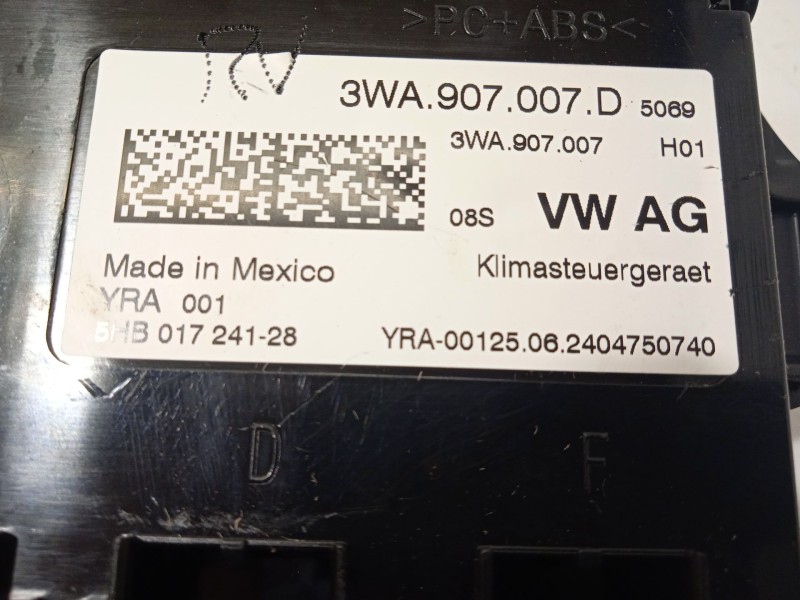 >PC+ABS<
3WA.907.007.D 5069
3WA.907.007 H01
08S VW AG
Made in Mexico Klimasteuergeraet
YRA 001
5HB 017 241-28 YRA-00125.06.2404750740
D F